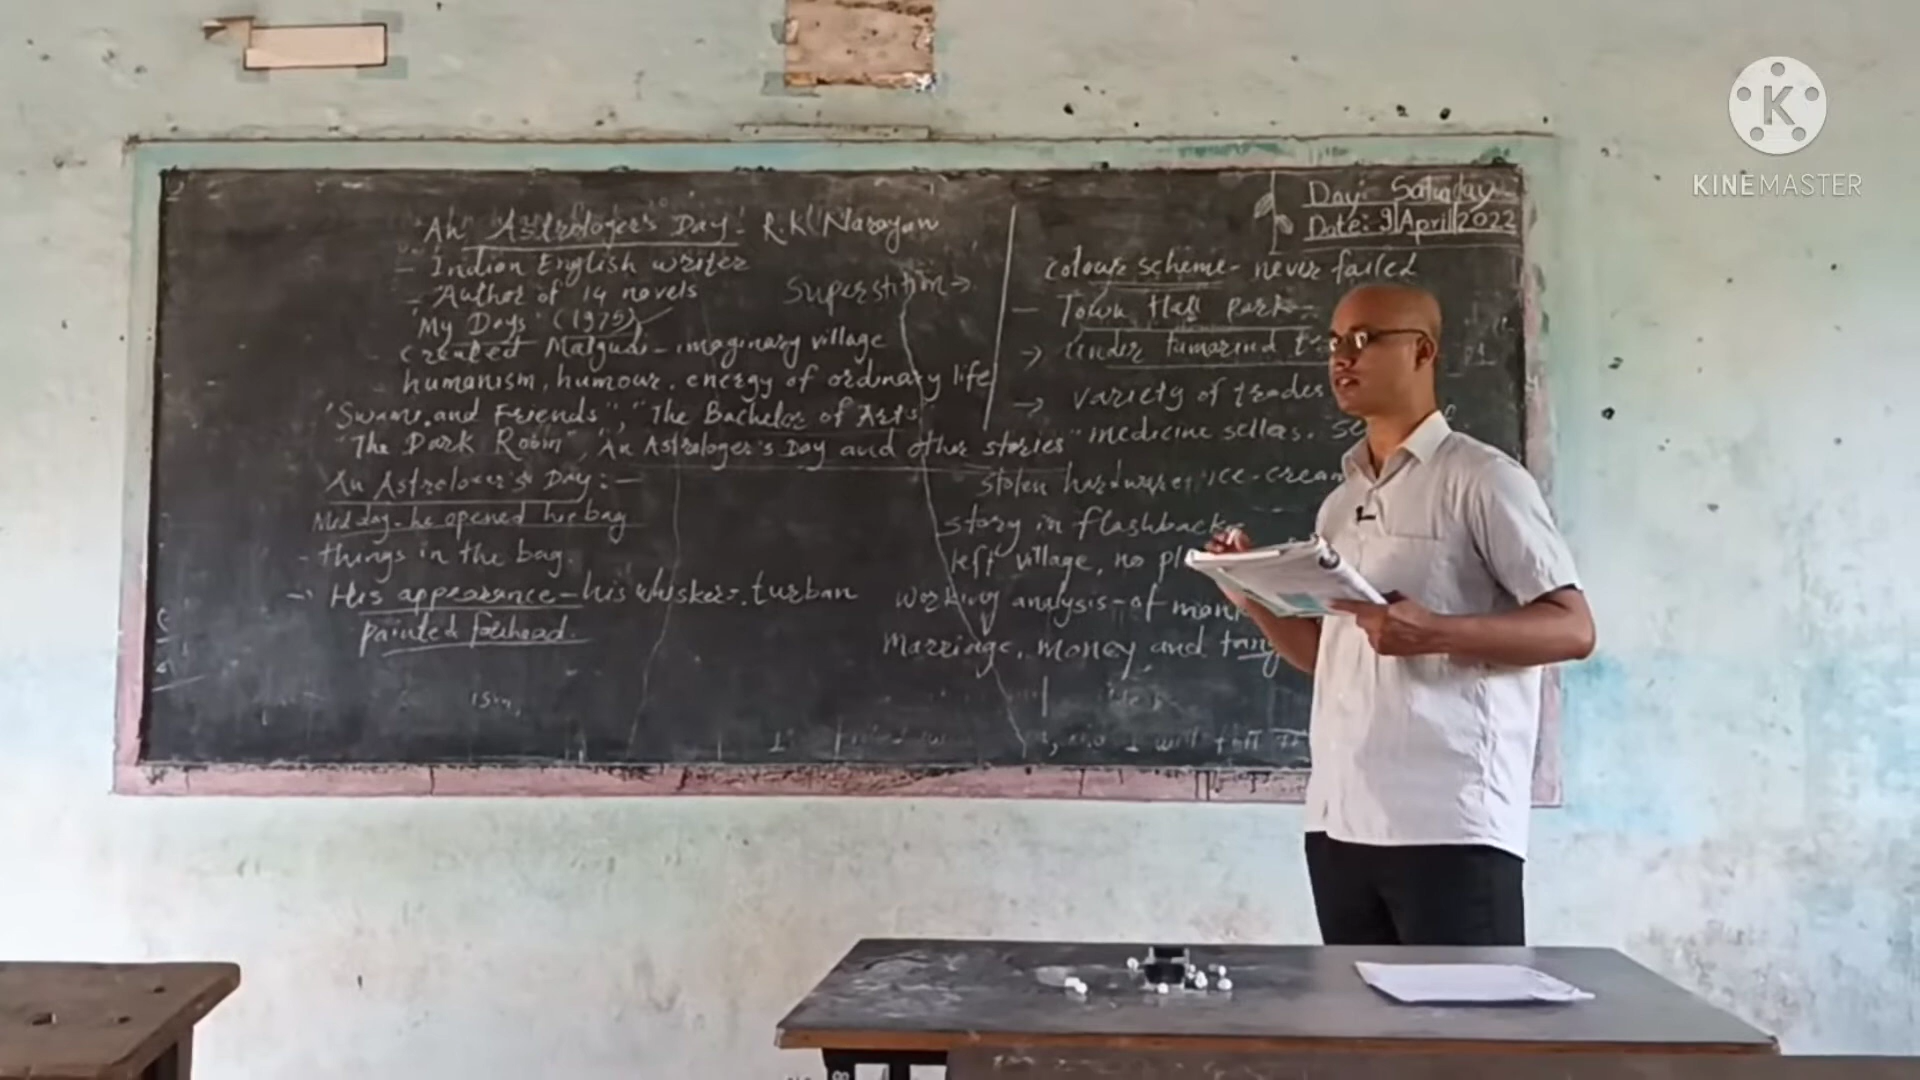 "An Astrologer's Day" R.K Narayan
- Indian English writer
- Author of 14 novels
"My Days" (1975)
created Malgudi - imaginary village
humanism, humour, energy of ordinary life
"Swami and Friends", "The Bachelor of Arts"
"The Dark Room", "An Astrologer's Day and other stories"
An Astrologer's Day:-
Midday - he opened his bag
- things in the bag.
- His appearance - his whiskers, turban
painted forhead.
Superstition →
Day: Saturday
Date: 9 April 2022
colour scheme - never failed
- Town Hall Park -
→ Under tamarind
→ variety of trades
medicine sellers,
stolen hardware, ice-cream
story in flashback
left village, no
working analysis - of
Marriage, money and
KINEMASTER